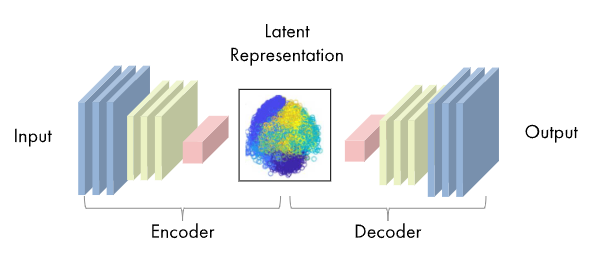 Latent
Representation
Input
Output
Encoder
Decoder